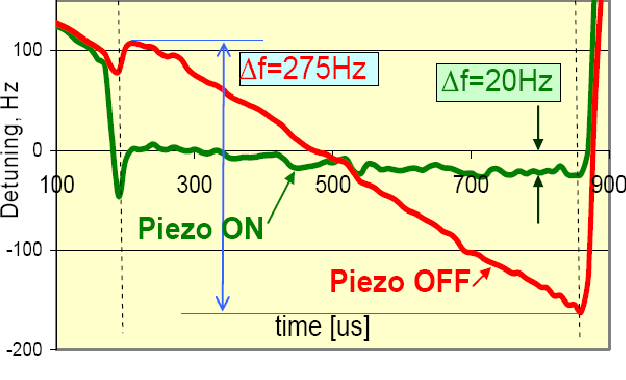 100
Δf=275Hz
Δf=20Hz
Detuning, Hz
0
100
300
500
700
900
Piezo ON
-100
Piezo OFF
time [us]
-200